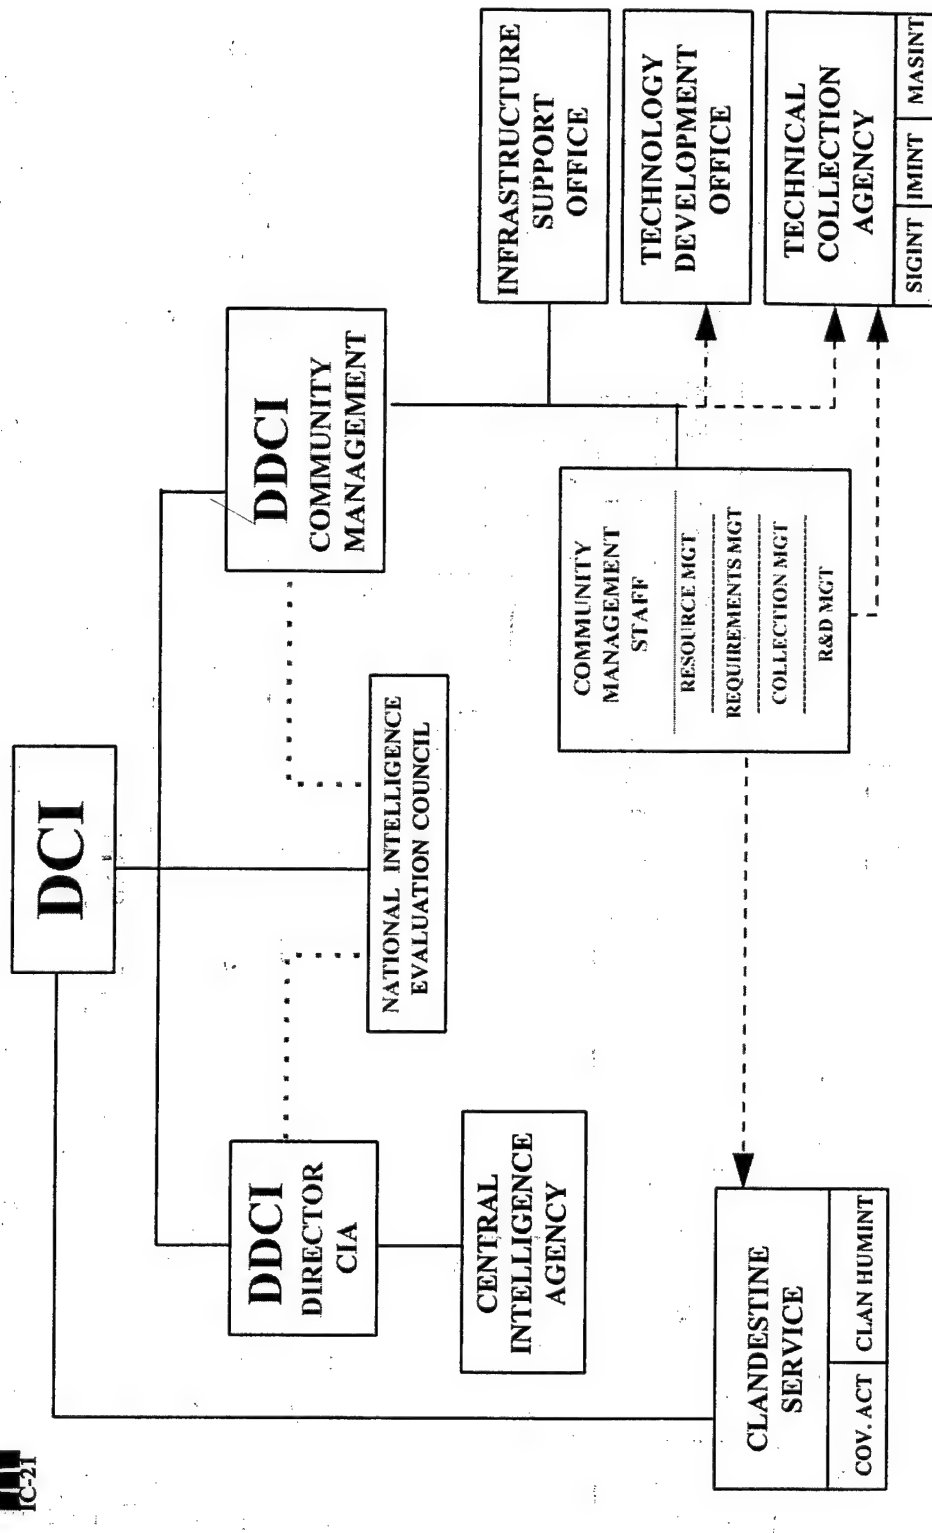 IC-21
DCI
DDCI
DIRECTOR
CIA
DDCI
COMMUNITY
MANAGEMENT
NATIONAL INTELLIGENCE
EVALUATION COUNCIL
CENTRAL
INTELLIGENCE
AGENCY
INFRASTRUCTURE
SUPPORT
OFFICE
COMMUNITY
MANAGEMENT
STAFF
RESOURCE MGT
REQUIREMENTS MGT
COLLECTION MGT
R&D MGT
TECHNOLOGY
DEVELOPMENT
OFFICE
CLANDESTINE
SERVICE
COV. ACT
CLAN HUMINT
TECHNICAL
COLLECTION
AGENCY
SIGINT
IMINT
MASINT